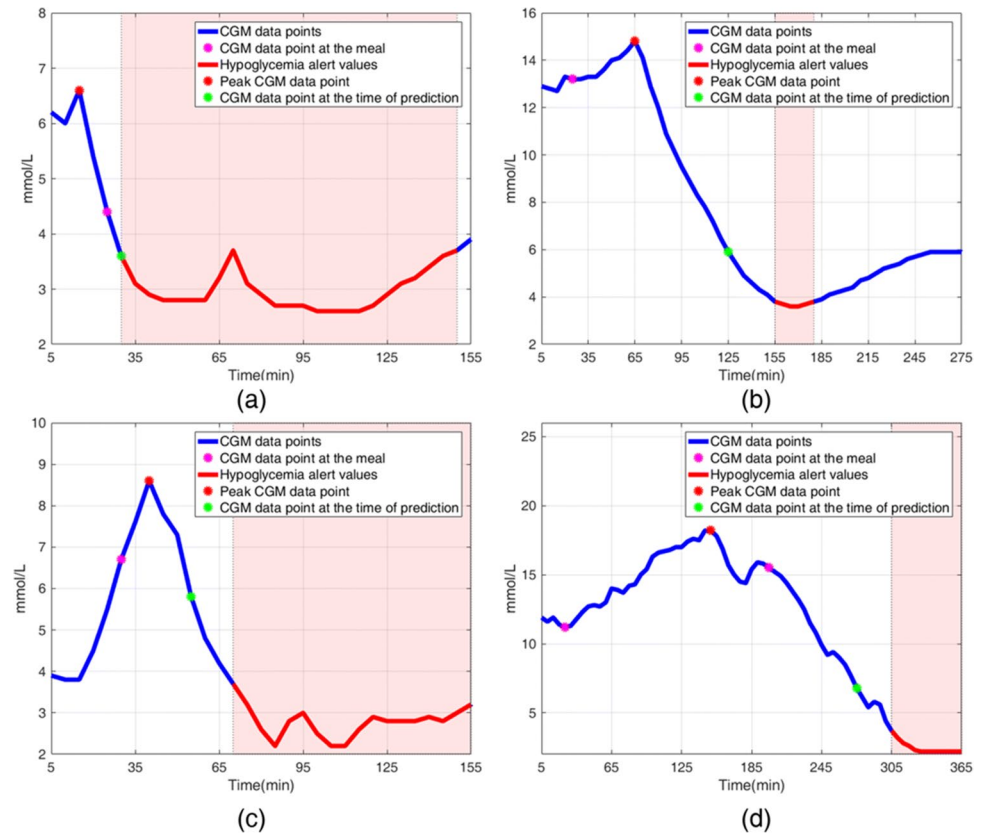 8
7
6
5
4
3
2
mmol/L
CGM data points
CGM data point at the meal
Hypoglycemia alert values
Peak CGM data point
CGM data point at the time of prediction
5 35 65 95 125 155
Time(min)
(a)
16
14
12
10
8
6
4
2
mmol/L
CGM data points
CGM data point at the meal
Hypoglycemia alert values
Peak CGM data point
CGM data point at the time of prediction
5 35 65 95 125 155 185 215 245 275
Time(min)
(b)
10
9
8
7
6
5
4
3
2
mmol/L
CGM data points
CGM data point at the meal
Hypoglycemia alert values
Peak CGM data point
CGM data point at the time of prediction
5 35 65 95 125 155
Time(min)
(c)
25
20
15
10
5
mmol/L
CGM data points
CGM data point at the meal
Hypoglycemia alert values
Peak CGM data point
CGM data point at the time of prediction
5 65 125 185 245 305 365
Time(min)
(d)